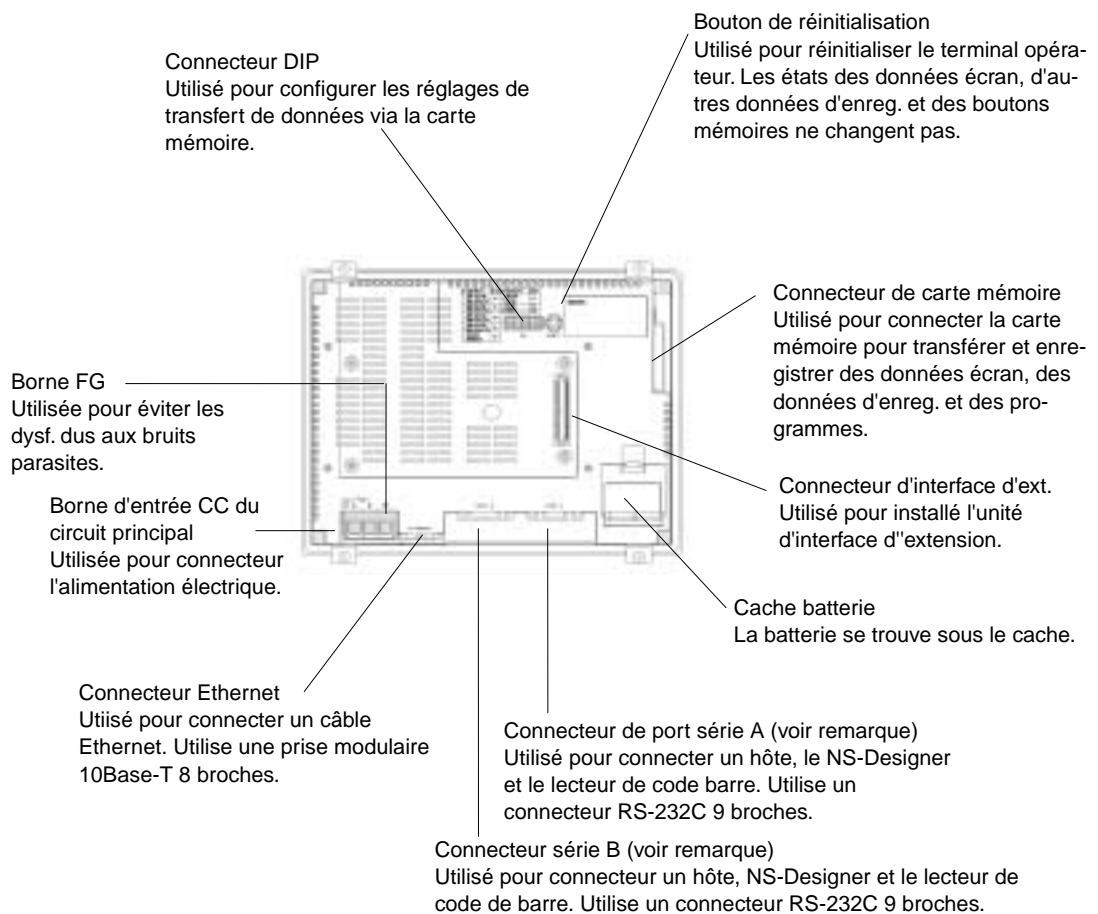 Bouton de réinitialisation
Utilisé pour réinitialiser le terminal opéra-
teur. Les états des données écran, d'au-
tres données d'enreg. et des boutons
mémoires ne changent pas.
Connecteur DIP
Utilisé pour configurer les réglages de
transfert de données via la carte
mémoire.
Connecteur de carte mémoire
Utilisé pour connecter la carte
mémoire pour transférer et enre-
gistrer des données écran, des
données d'enreg. et des pro-
grammes.
Borne FG
Utilisée pour éviter les
dysf. dus aux bruits
parasites.
Connecteur d'interface d'ext.
Utilisé pour installé l'unité
d'interface d''extension.
Borne d'entrée CC du
circuit principal
Utilisée pour connecteur
l'alimentation électrique.
Cache batterie
La batterie se trouve sous le cache.
Connecteur Ethernet
Utiisé pour connecter un câble
Ethernet. Utilise une prise modulaire
10Base-T 8 broches.
Connecteur de port série A (voir remarque)
Utilisé pour connecter un hôte, le NS-Designer
et le lecteur de code barre. Utilise un
connecteur RS-232C 9 broches.
Connecteur série B (voir remarque)
Utilisé pour connecteur un hôte, NS-Designer et le lecteur de
code de barre. Utilise un connecteur RS-232C 9 broches.